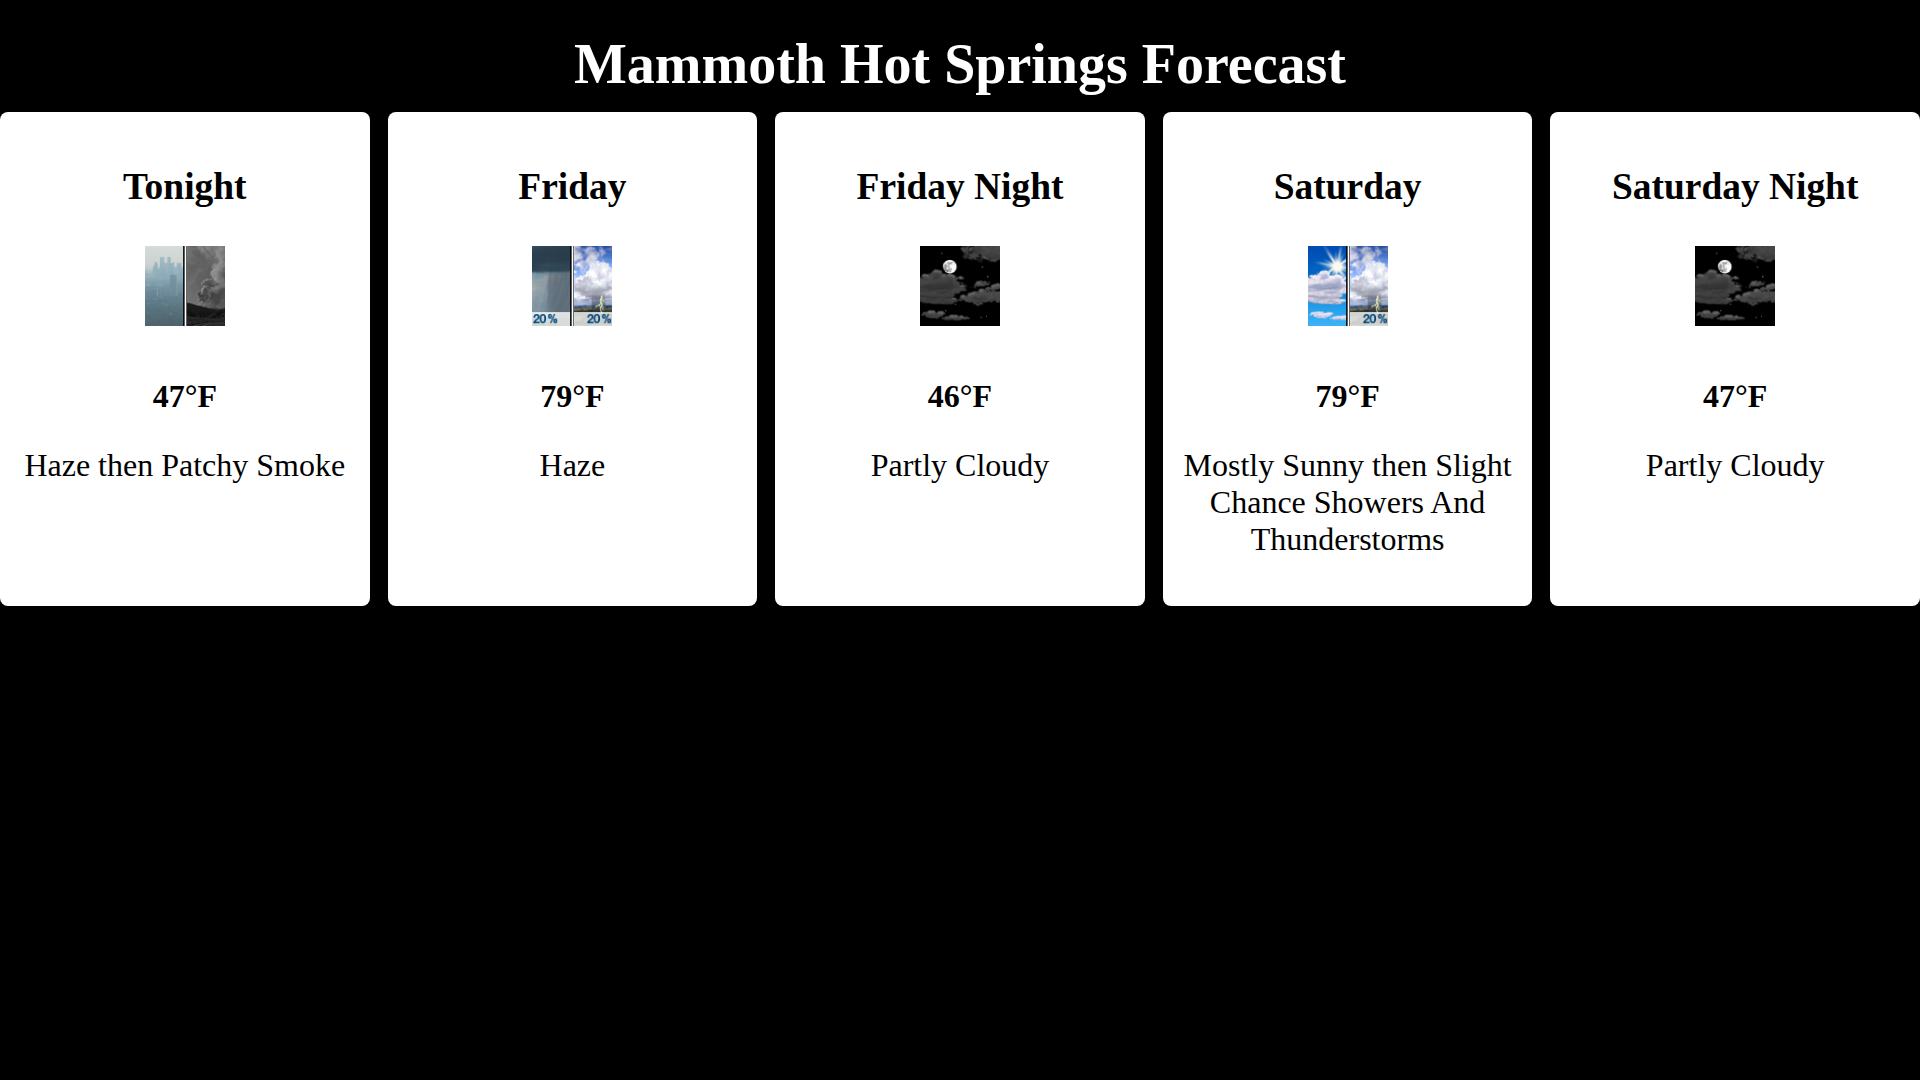 Mammoth Hot Springs Forecast
Tonight
47°F
Haze then Patchy Smoke
Friday
20%
20%
79°F
Haze
Friday Night
46°F
Partly Cloudy
Saturday
20%
79°F
Mostly Sunny then Slight
Chance Showers And
Thunderstorms
Saturday Night
47°F
Partly Cloudy